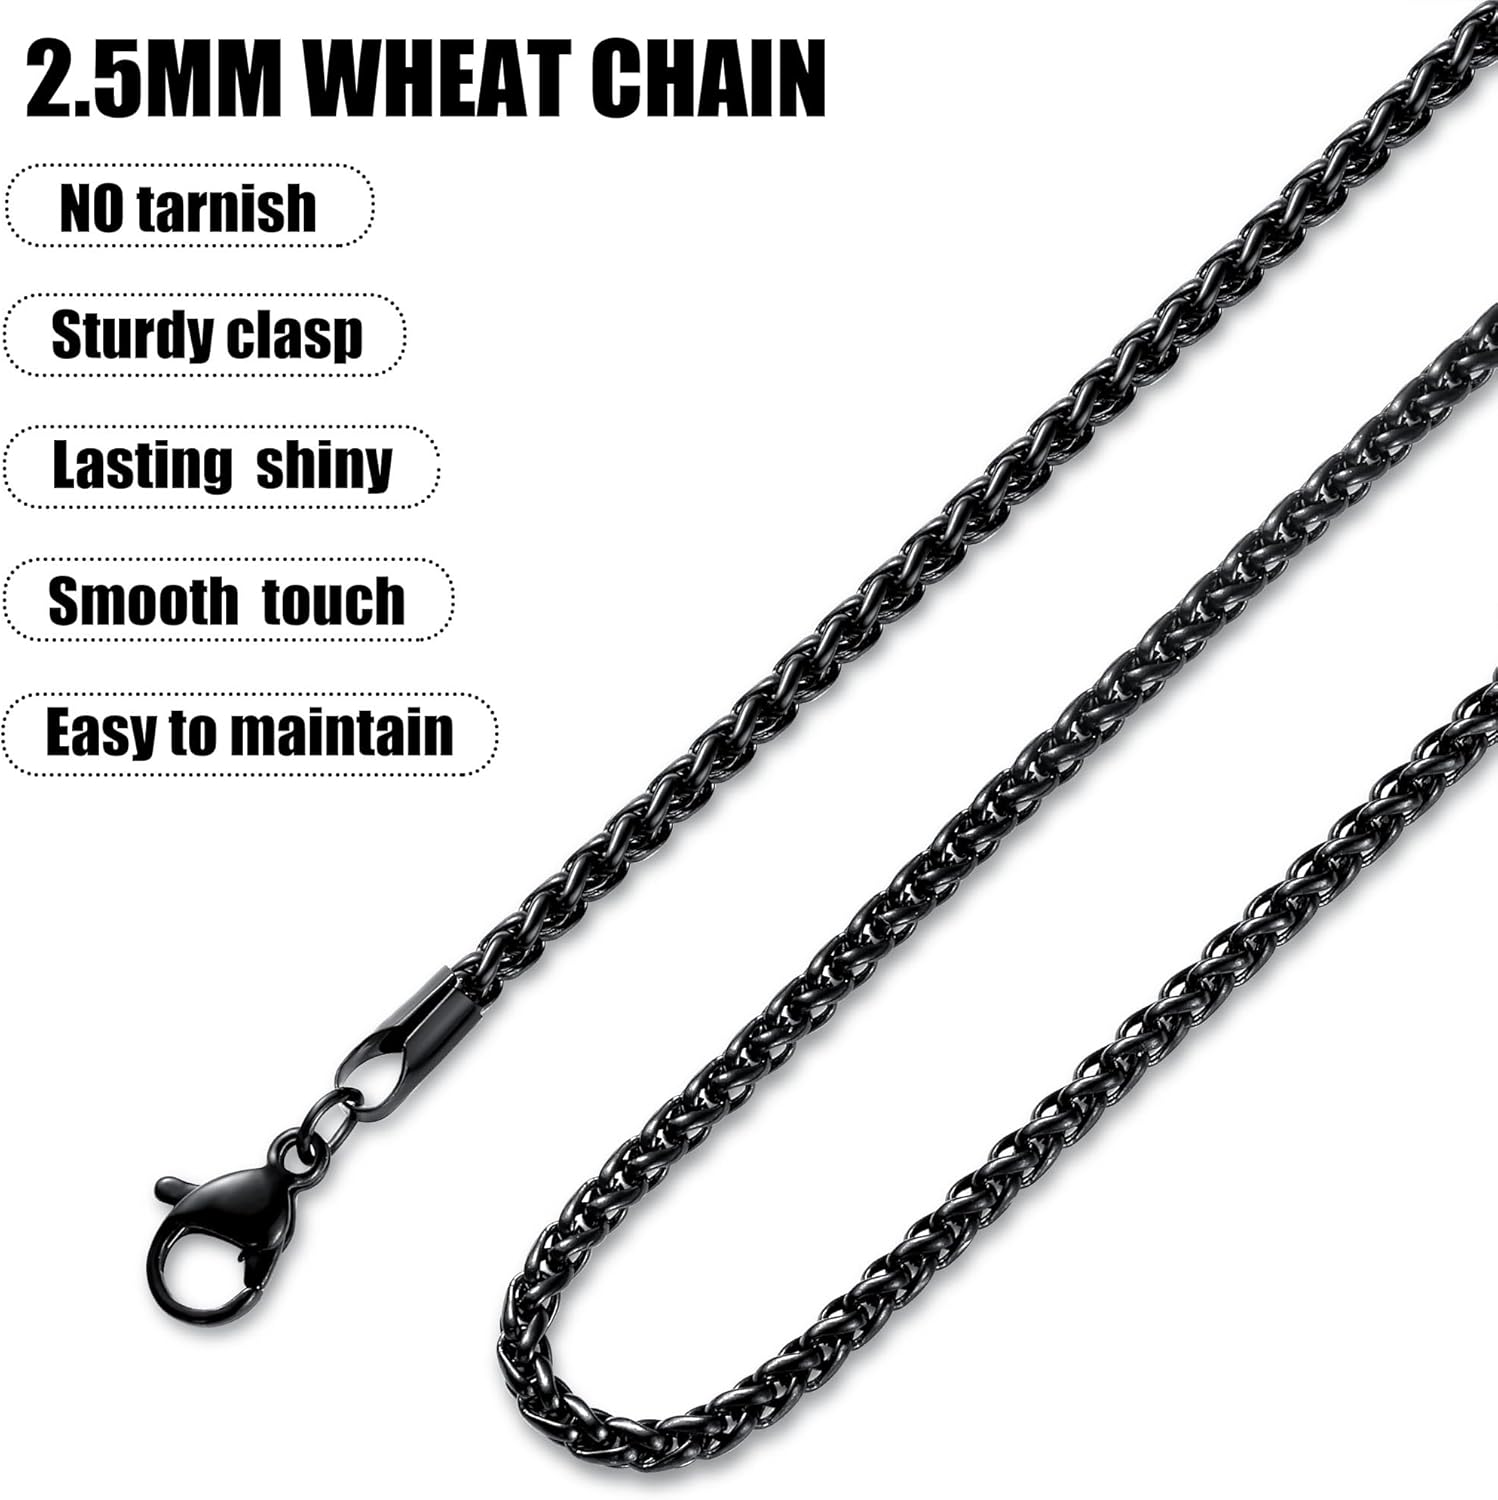 2.5MM WHEAT CHAIN
NO tarnish
Sturdy clasp
Lasting shiny
Smooth touch
Easy to maintain